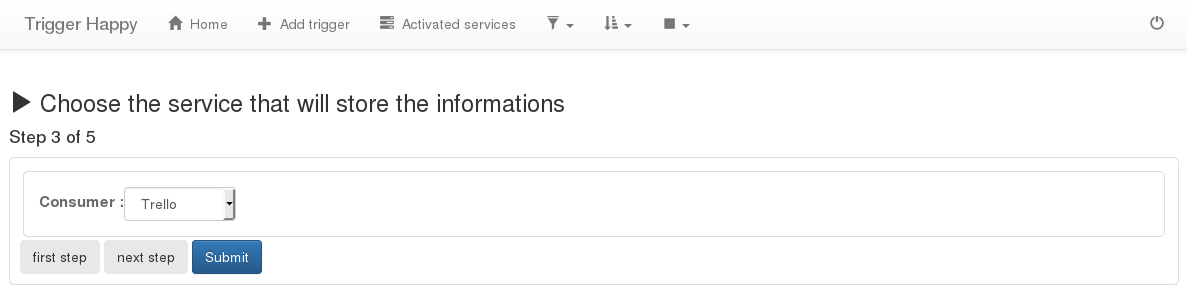 Trigger Happy Home Add trigger Activated services
Choose the service that will store the informations
Step 3 of 5
Consumer : Trello
first step next step Submit